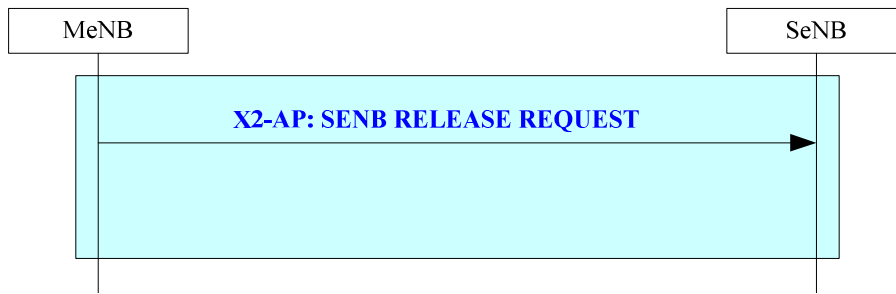 MeNB
SeNB
X2-AP: SENB RELEASE REQUEST